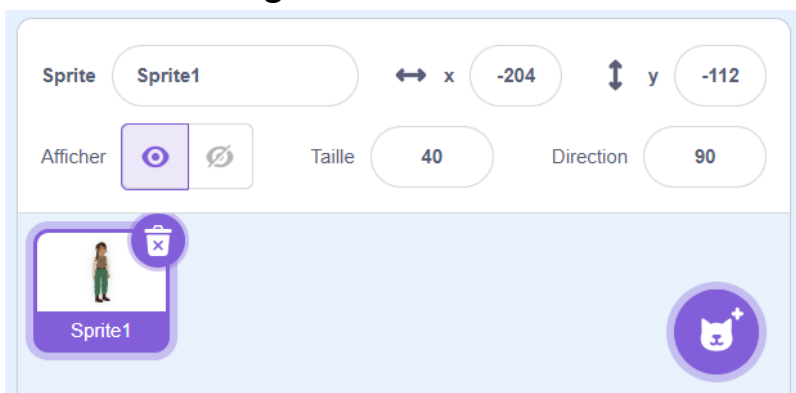 Sprite Sprite1 x -204 y -112
Afficher Taille 40 Direction 90
Sprite1